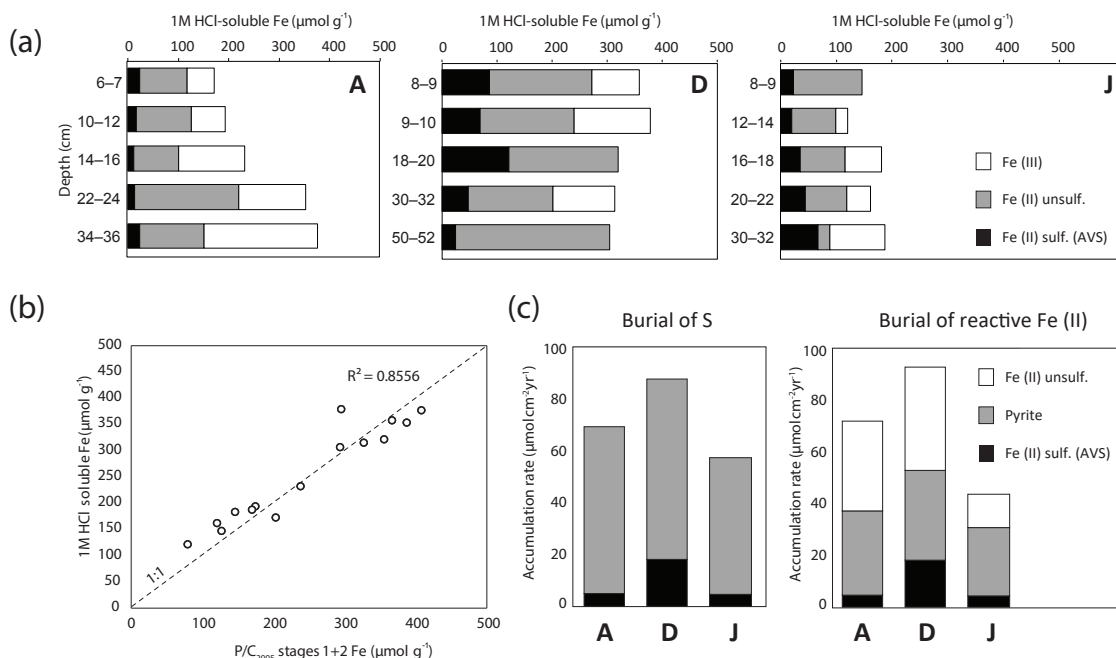 (a)
1M HCl-soluble Fe (µmol g⁻¹)
0 100 200 300 400 500
A
Depth (cm)
6–7
10–12
14–16
22–24
34–36
1M HCl-soluble Fe (µmol g⁻¹)
0 100 200 300 400 500
D
8–9
9–10
18–20
30–32
50–52
1M HCl-soluble Fe (µmol g⁻¹)
0 100 200 300 400 500
J
8–9
12–14
16–18
20–22
30–32
Fe (III)
Fe (II) unsulf.
Fe (II) sulf. (AVS)
(b)
1M HCl soluble Fe (µmol g⁻¹)
500
450
400
350
300
250
200
150
100
50
0
R² = 0.8556
1:1
0 100 200 300 400 500
P/C₂₀₀₅ stages 1+2 Fe (µmol g⁻¹)
(c)
Burial of S
Accumulation rate (µmol cm⁻²yr⁻¹)
100
80
60
40
20
0
A D J
Burial of reactive Fe (II)
Accumulation rate (µmol cm⁻²yr⁻¹)
100
80
60
40
20
0
A D J
Fe (II) unsulf.
Pyrite
Fe (II) sulf. (AVS)